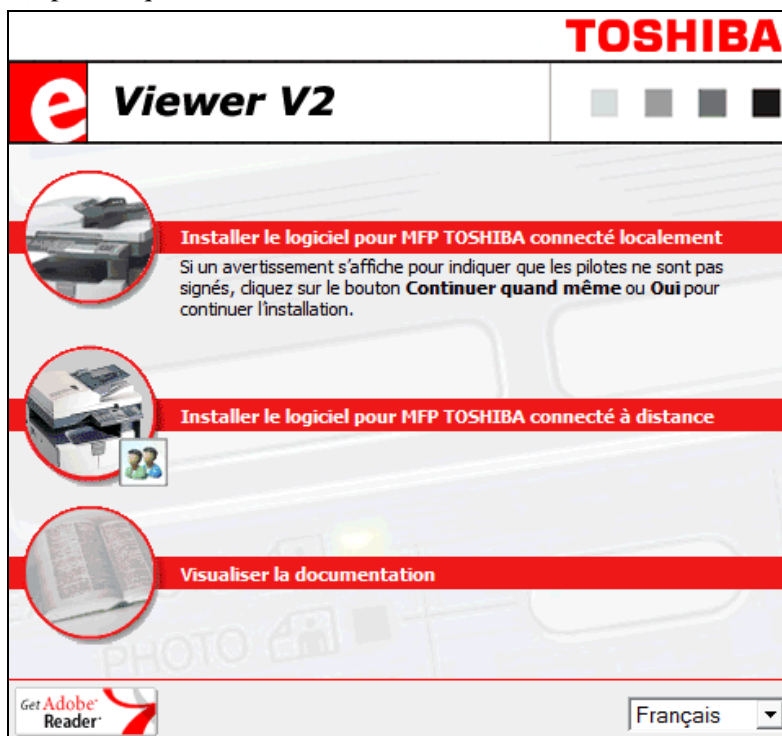 TOSHIBA
e Viewer V2
Installer le logiciel pour MFP TOSHIBA connecté localement
Si un avertissement s'affiche pour indiquer que les pilotes ne sont pas
signés, cliquez sur le bouton Continuer quand même ou Oui pour
continuer l'installation.
Installer le logiciel pour MFP TOSHIBA connecté à distance
Visualiser la documentation
PHOTO
Get Adobe
Reader
Français